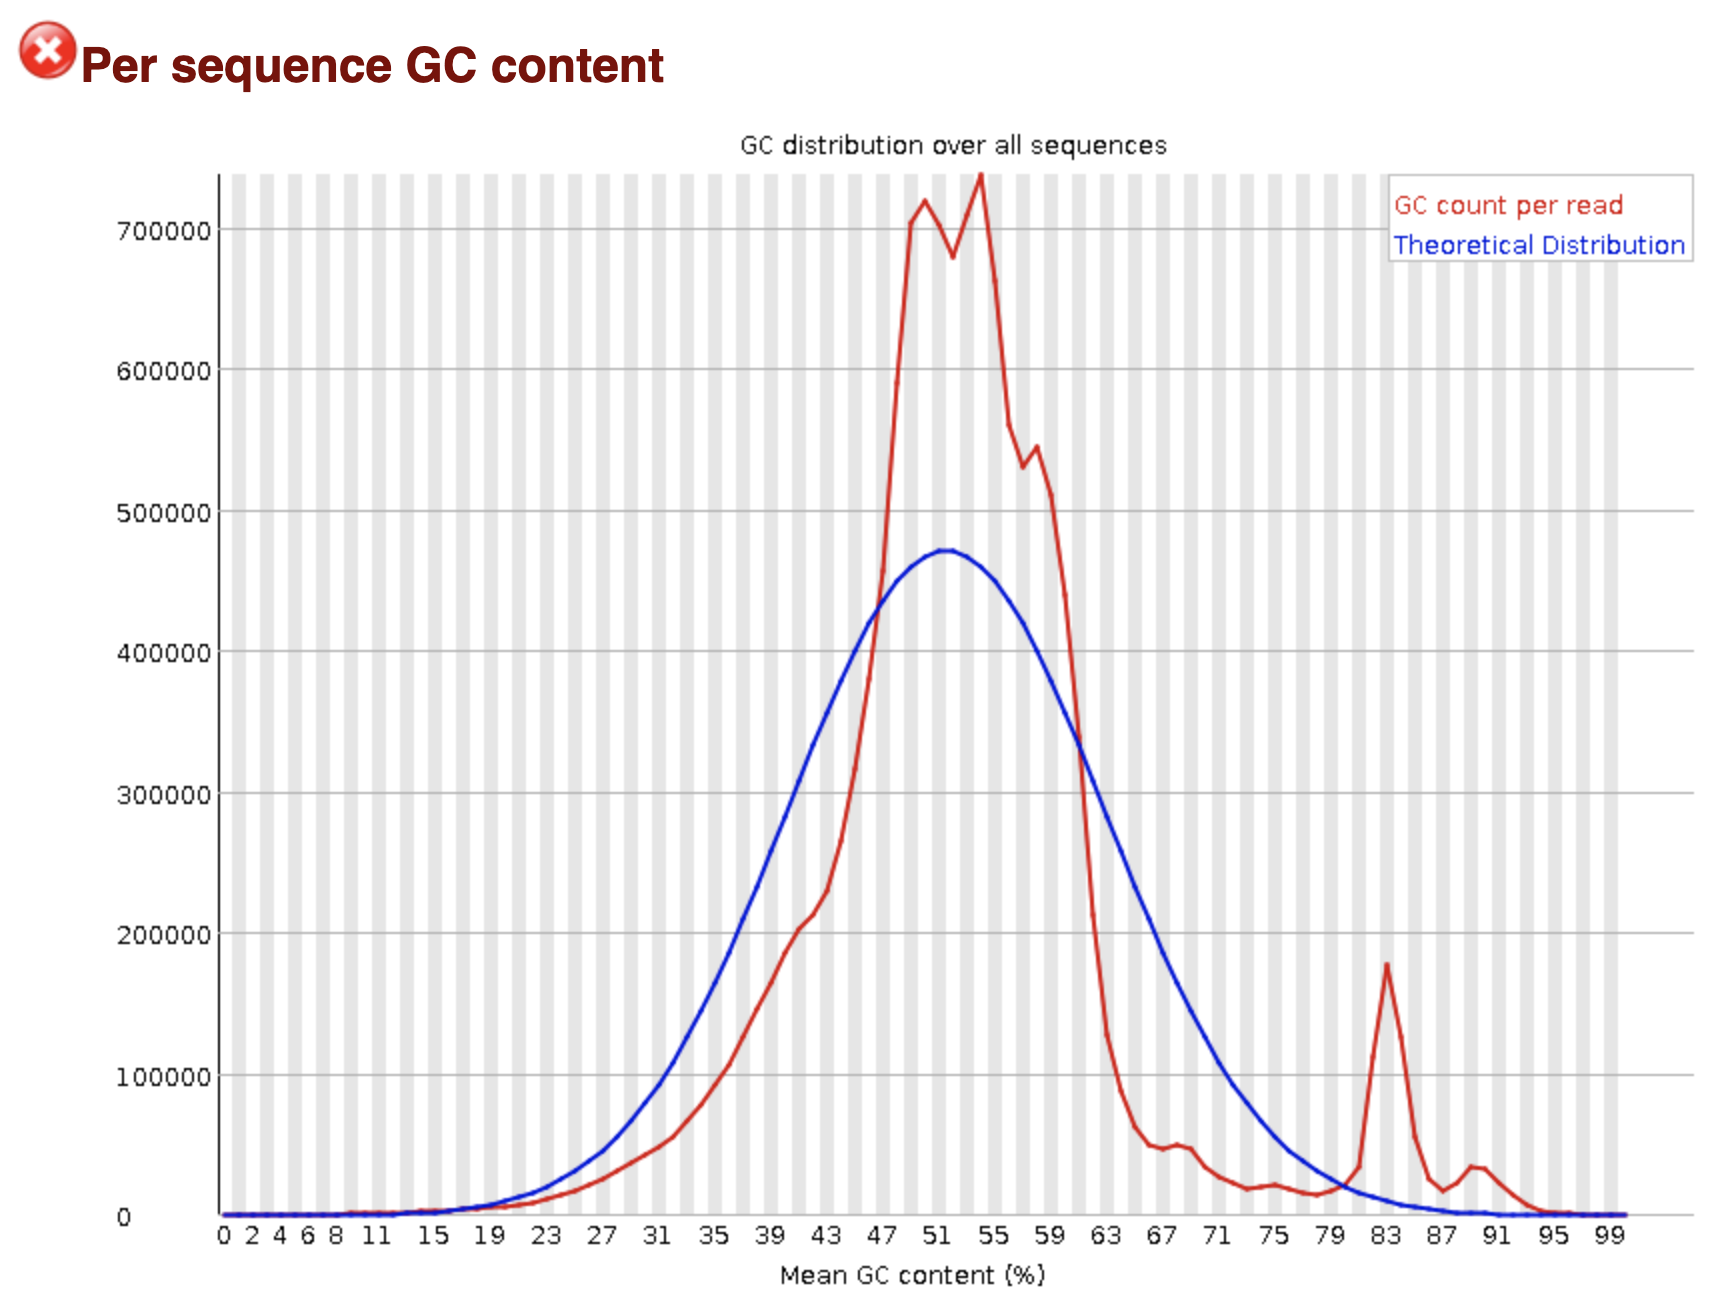 Per sequence GC content
GC distribution over all sequences
GC count per read
Theoretical Distribution
700000
600000
500000
400000
300000
200000
100000
0
0 2 4 6 8 11 15 19 23 27 31 35 39 43 47 51 55 59 63 67 71 75 79 83 87 91 95 99
Mean GC content (%)